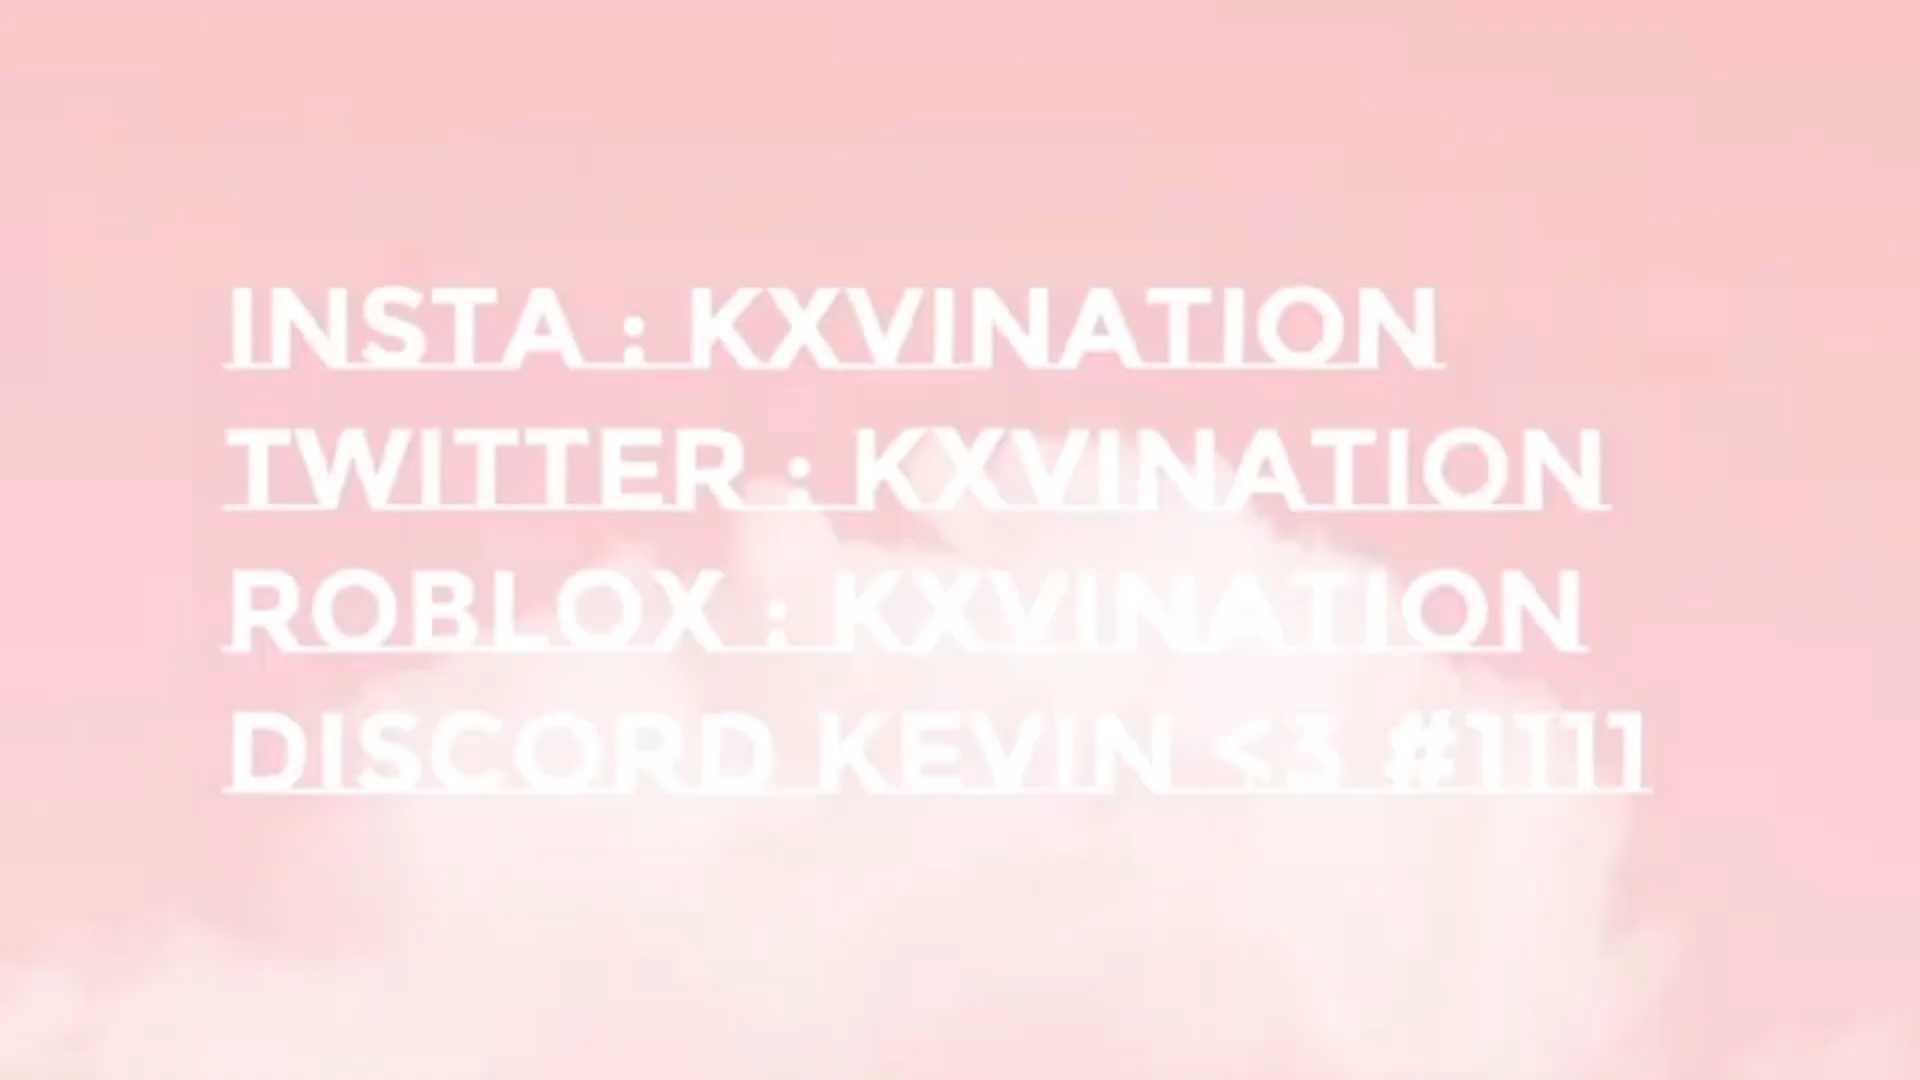 INSTA : KXVINATION
TWITTER : KXVINATION
ROBLOX : KXVINATION
DISCORD KEVIN <3 #1111